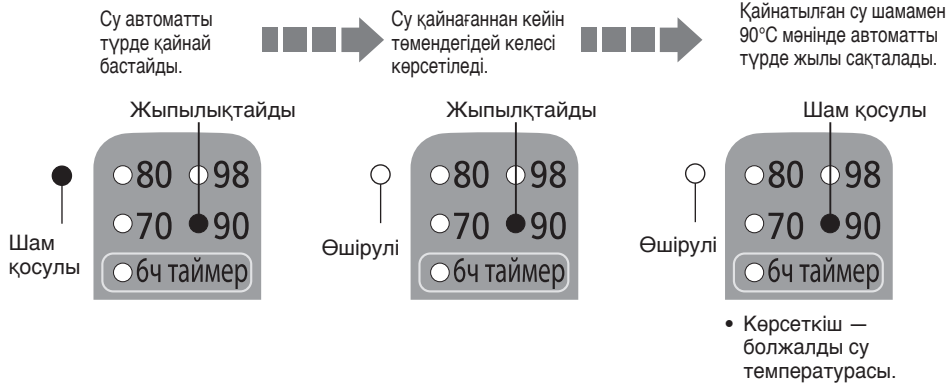 Су автоматты
түрде қайнай
бастайды.
Су қайнағаннан кейін
төмендегідей келесі
көрсетіледі.
Қайнатылған су шамамен
90°C мәнінде автоматты
түрде жылы сақталады.
Жыпылықтайды
80 98
70 90
6ч таймер
Шам
қосулы
Жыпылқтайды
80 98
70 90
6ч таймер
Өшірулі
Шам қосулы
80 98
70 90
6ч таймер
Өшірулі
• Көрсеткіш —
болжалды су
температурасы.